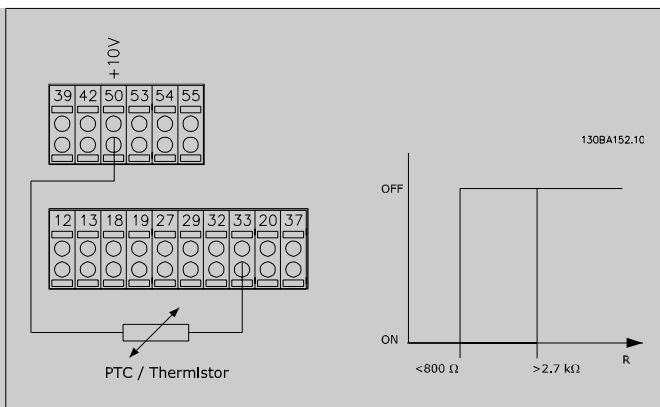 +10V
39 42 50 53 54 55
130BA152.10
OFF
12 13 18 19 27 29 32 33 20 37
ON
R
<800 Ω
>2.7 kΩ
PTC / Thermistor